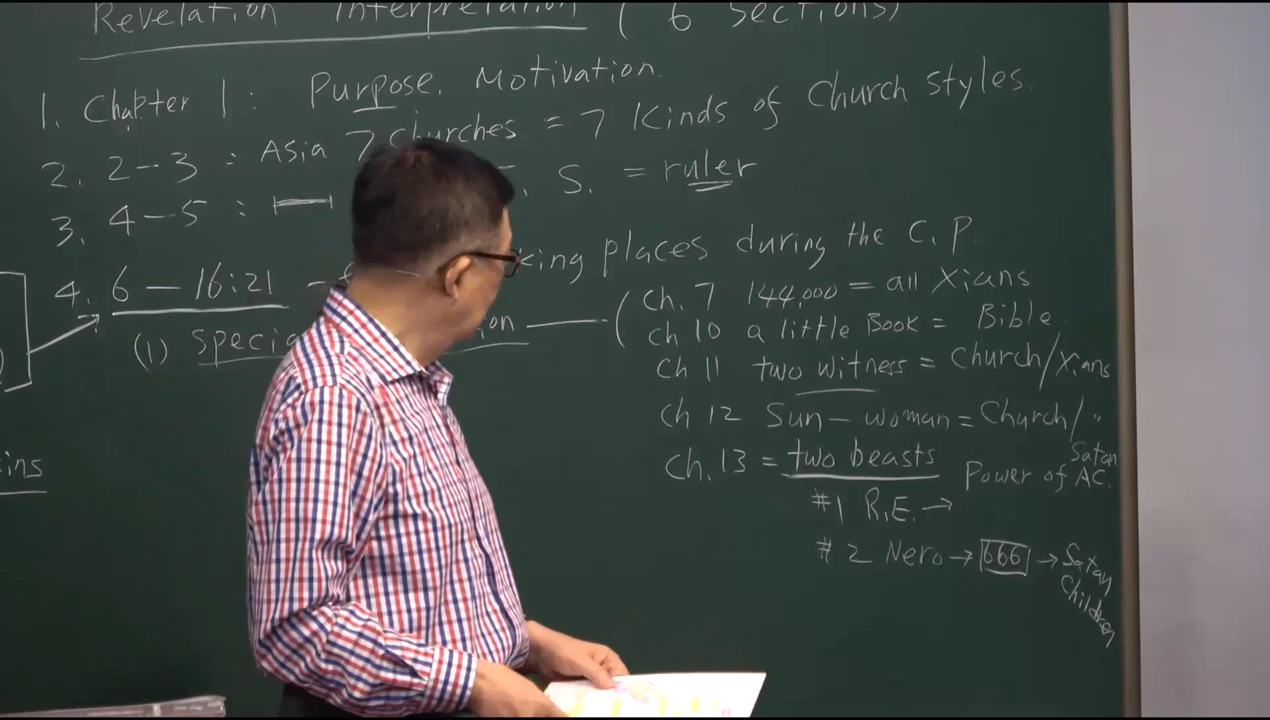 Revelation Interpretation ( 6 sections)
1. Chapter 1 : Purpose. Motivation.
2. 2-3 : Asia 7 Churches = 7 Kinds of Church styles.
3. 4-5 : S. = ruler
4. 6 — 16:21 - king places during the C.P.
(1) Specia ion
Ch. 7 144,000 = all Xians
Ch 10 a little Book = Bible.
Ch 11 two witness = Church/Xians
Ch 12 Sun - woman = Church/"
Ch. 13 = two beasts Power of Satan AC.
#1 R.E. →
#2 Nero → 666 → Satan Children
ins